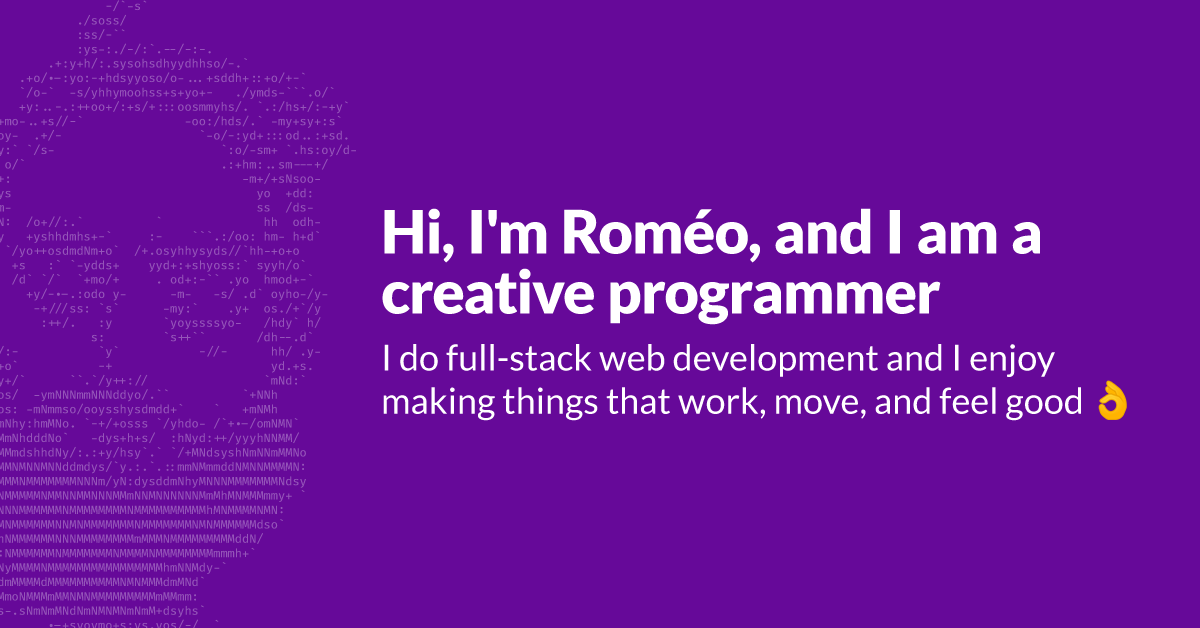 Hi, I'm Roméo, and I am a
creative programmer
I do full-stack web development and I enjoy
making things that work, move, and feel good 👌